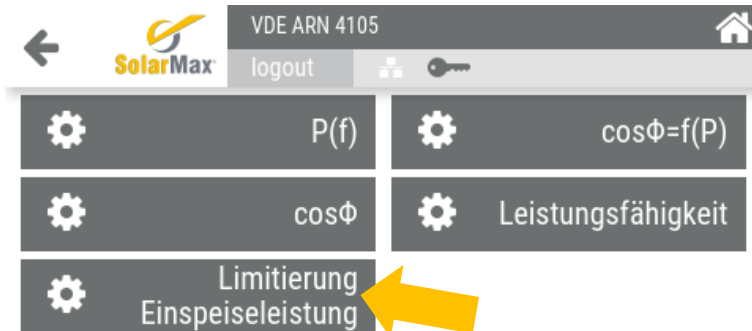 VDE ARN 4105
SolarMax
logout
P(f)
cosΦ=f(P)
cosΦ
Leistungsfähigkeit
Limitierung
Einspeiseleistung